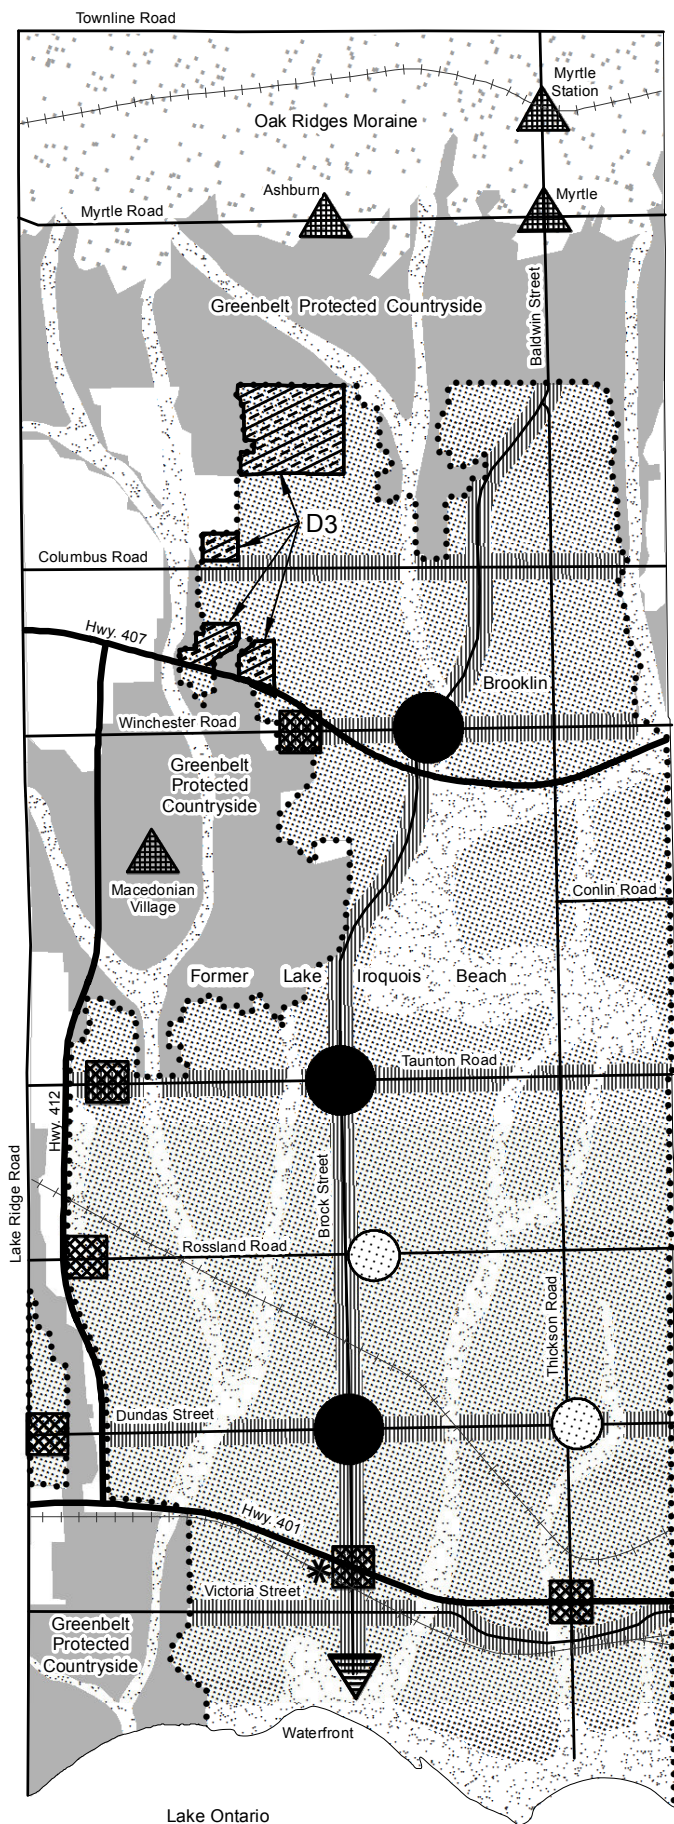 Townline Road
Myrtle
Station
Oak Ridges Moraine
Ashburn
Myrtle
Myrtle Road
Baldwin Street
Greenbelt Protected Countryside
D3
Columbus Road
Hwy. 407
Brooklin
Winchester Road
Greenbelt
Protected
Countryside
Macedonian
Village
Conlin Road
Former Lake Iroquois Beach
Taunton Road
Hwy. 412
Lake Ridge Road
Brock Street
Rossland Road
Thickson Road
Dundas Street
Hwy. 401
Victoria Street
Greenbelt
Protected
Countryside
Waterfront
Lake Ontario